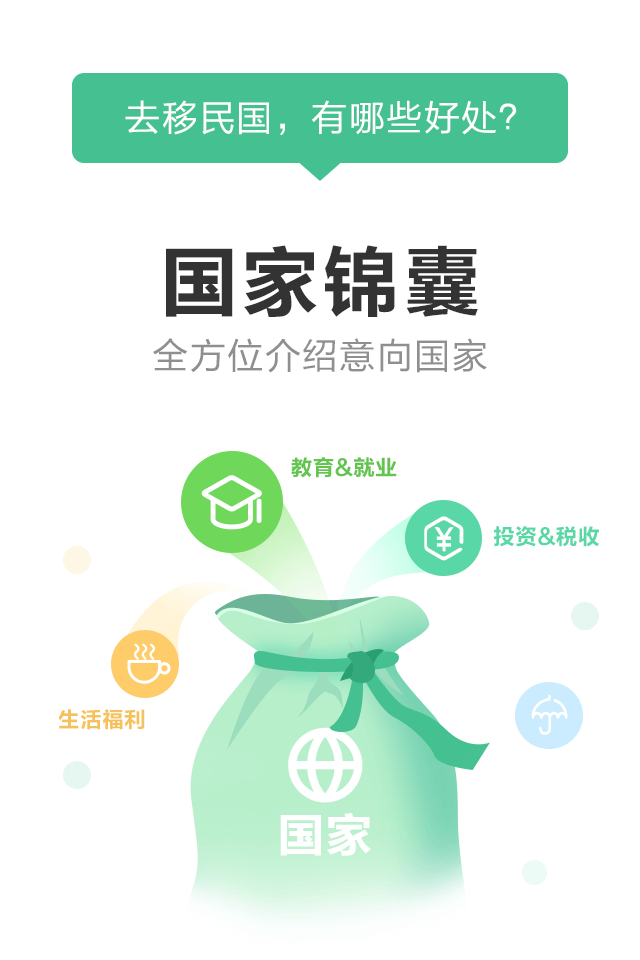 去移民国，有哪些好处？
国家锦囊
全方位介绍意向国家
教育&就业
投资&税收
¥
生活福利
国家